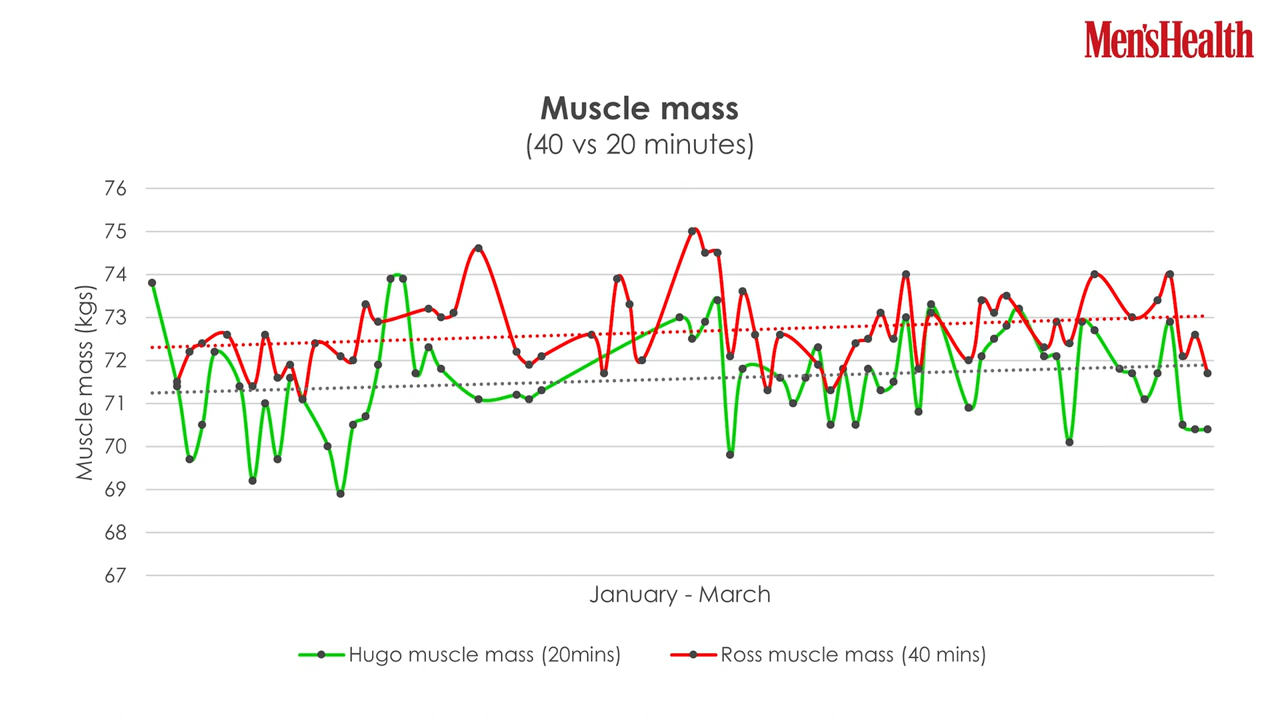 Men'sHealth
Muscle mass
(40 vs 20 minutes)
76
75
74
73
72
71
70
69
68
67
Muscle mass (kgs)
January - March
Hugo muscle mass (20mins)
Ross muscle mass (40 mins)